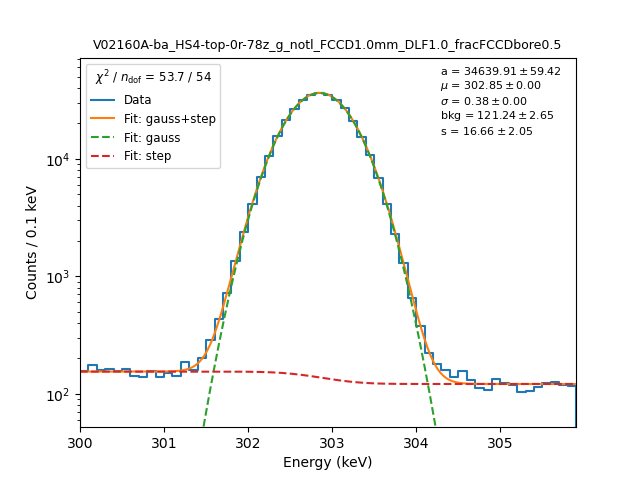 V02160A-ba_HS4-top-0r-78z_g_notl_FCCD1.0mm_DLF1.0_fracFCCDbore0.5
χ² / n_dof = 53.7 / 54
Data
Fit: gauss+step
Fit: gauss
Fit: step
a = 34639.91 ± 59.42
μ = 302.85 ± 0.00
σ = 0.38 ± 0.00
bkg = 121.24 ± 2.65
s = 16.66 ± 2.05
Counts / 0.1 keV
10⁴
10³
10²
300 301 302 303 304 305
Energy (keV)